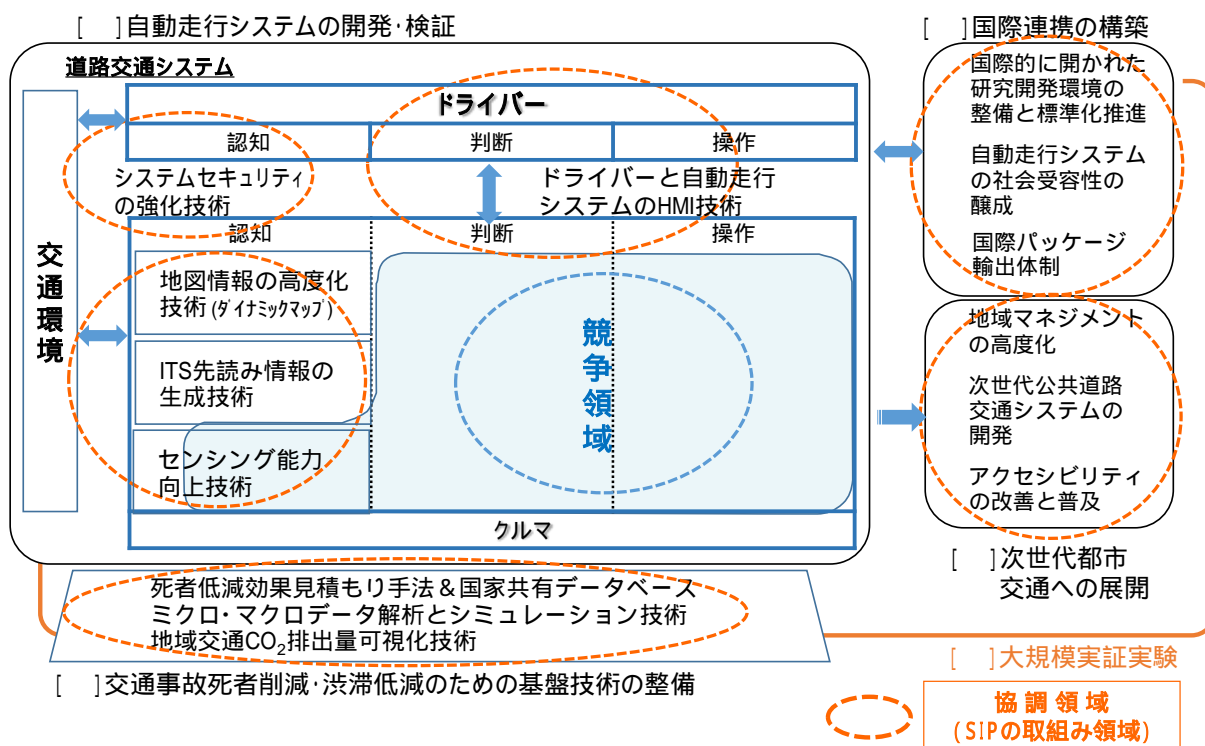 [　]自動走行システムの開発・検証
道路交通システム
交通環境
ドライバー
認知
判断
操作
システムセキュリティ
の強化技術
ドライバーと自動走行
システムのHMI技術
認知
判断
操作
地図情報の高度化
技術(ﾀﾞｲﾅﾐｯｸﾏｯﾌﾟ)
ITS先読み情報の
生成技術
センシング能力
向上技術
競争領域
クルマ
[　]国際連携の構築
国際的に開かれた
研究開発環境の
整備と標準化推進
自動走行システム
の社会受容性の
醸成
国際パッケージ
輸出体制
地域マネジメント
の高度化
次世代公共道路
交通システムの
開発
アクセシビリティ
の改善と普及
[　]次世代都市
交通への展開
死者低減効果見積もり手法＆国家共有データベース
ミクロ・マクロデータ解析とシミュレーション技術
地域交通CO₂排出量可視化技術
[　]交通事故死者削減・渋滞低減のための基盤技術の整備
[　]大規模実証実験
協調領域
(SIPの取組み領域)